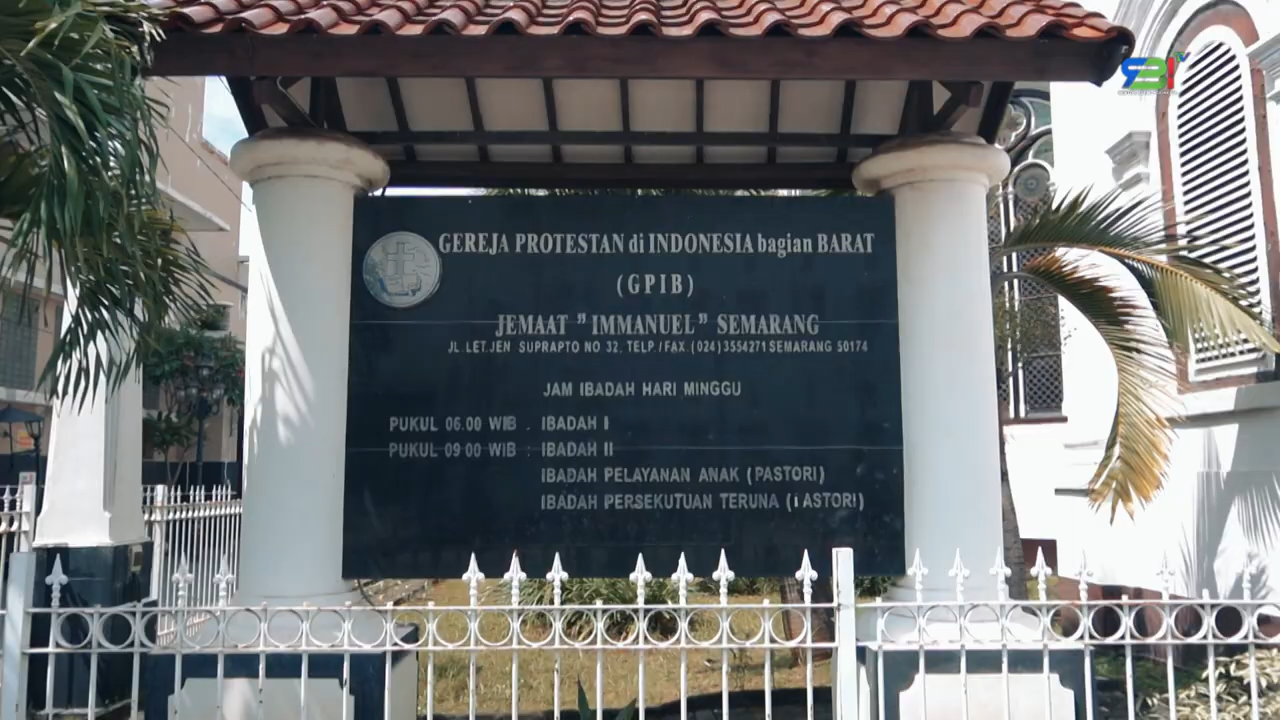 GEREJA PROTESTAN di INDONESIA bagian BARAT
(GPIB)
JEMAAT "IMMANUEL" SEMARANG
JL.LET.JEN SUPRAPTO NO 32. TELP./FAX.(024)3554271 SEMARANG 50174
JAM IBADAH HARI MINGGU
PUKUL 06.00 WIB . IBADAH I
PUKUL 09 00 WIB : IBADAH II
IBADAH PELAYANAN ANAK (PASTORI)
IBADAH PERSEKUTUAN TERUNA ( ASTORI)